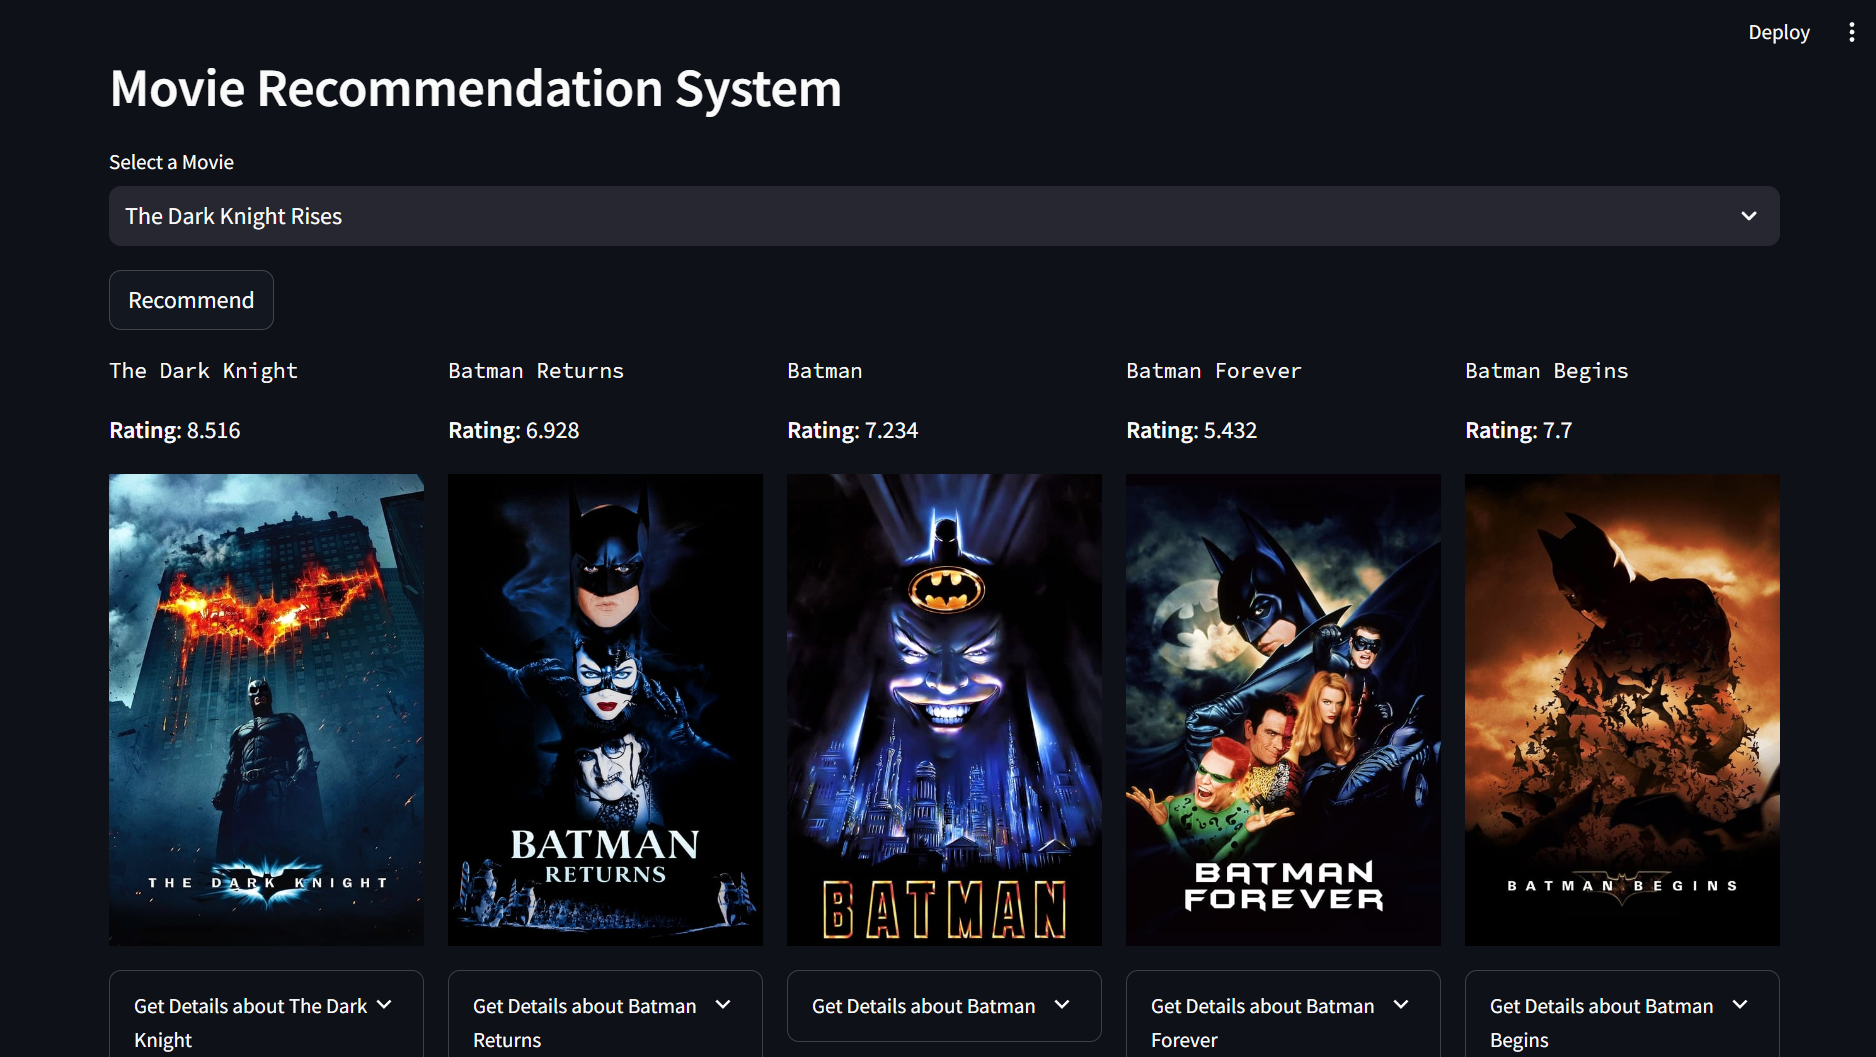 Deploy
Movie Recommendation System
Select a Movie
The Dark Knight Rises
Recommend
The Dark Knight
Batman Returns
Batman
Batman Forever
Batman Begins
Rating: 8.516
Rating: 6.928
Rating: 7.234
Rating: 5.432
Rating: 7.7
THE DARK KNIGHT
BATMAN
RETURNS
BATMAN
BATMAN
FOREVER
BATMAN BEGINS
Get Details about The Dark
Knight
Get Details about Batman
Returns
Get Details about Batman
Get Details about Batman
Forever
Get Details about Batman
Begins